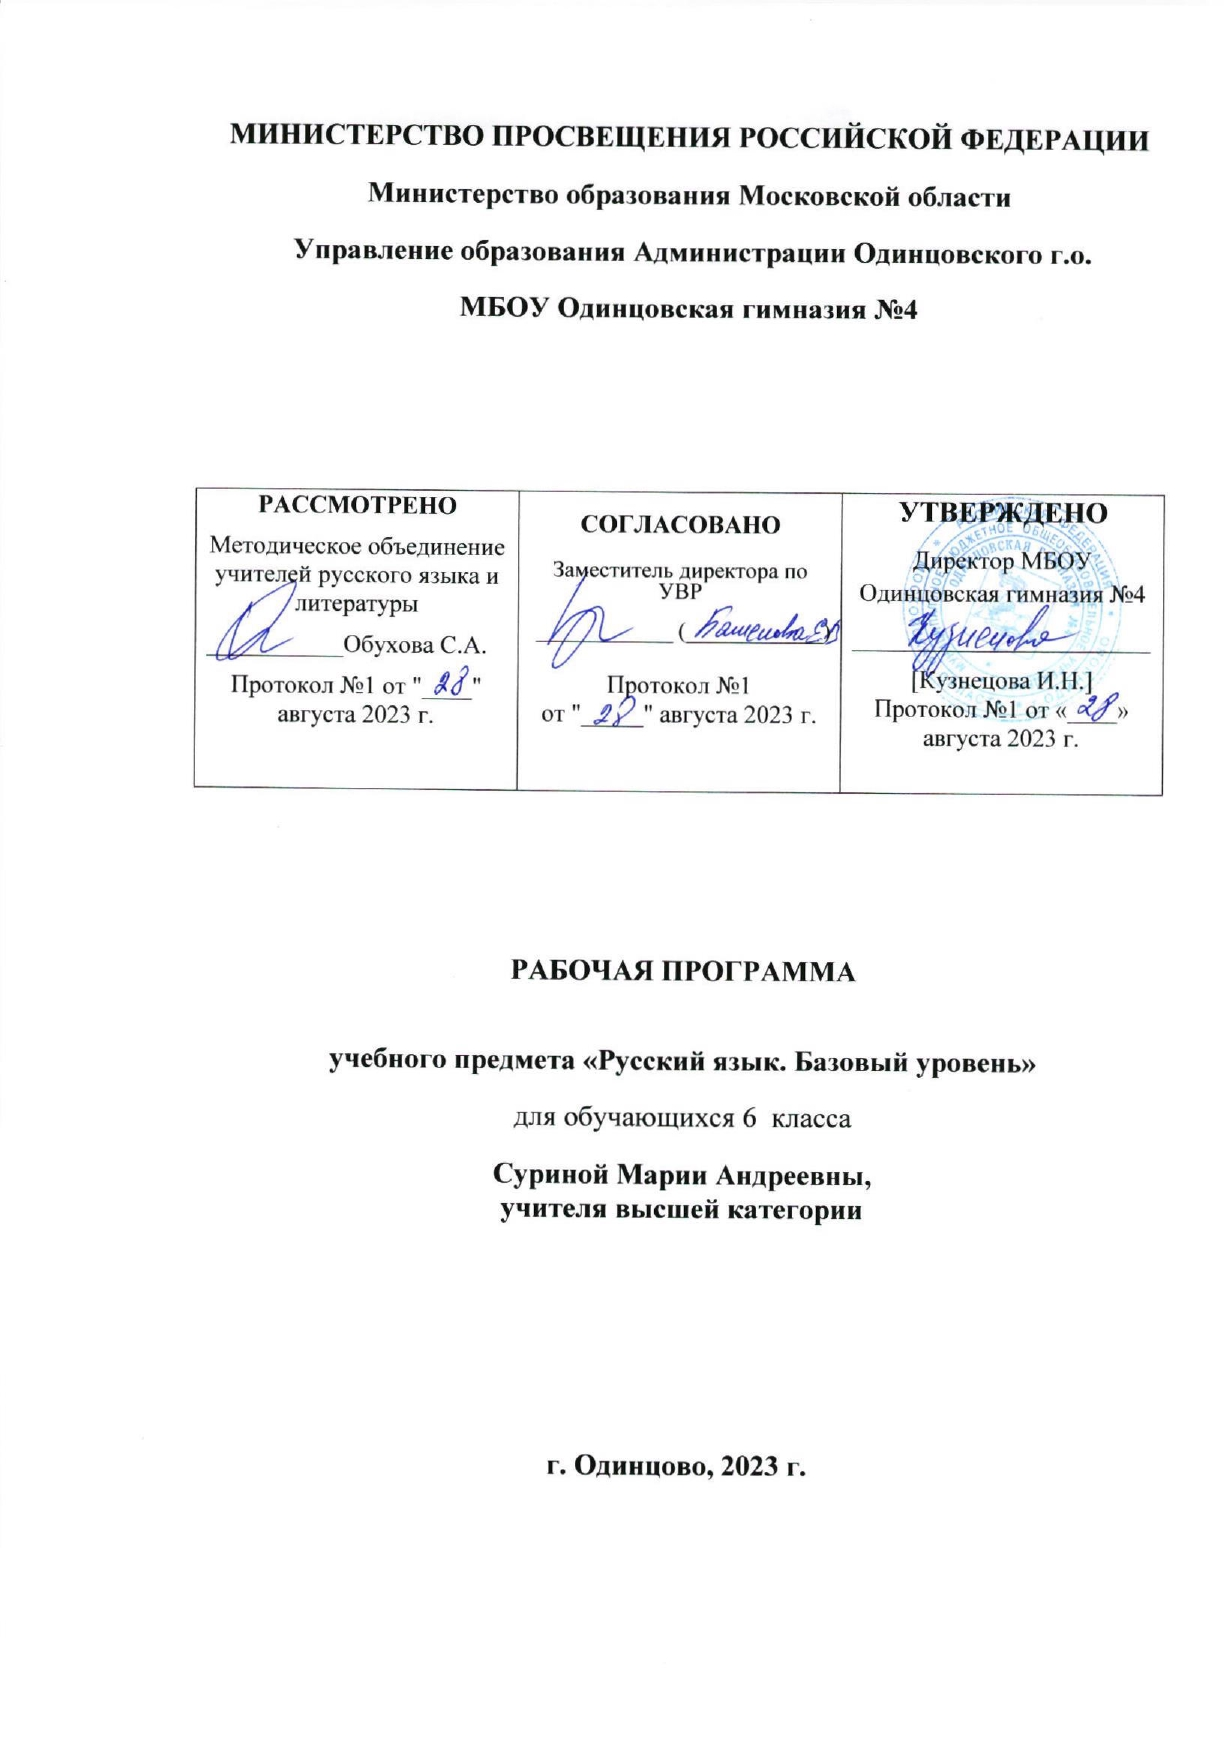 МИНИСТЕРСТВО ПРОСВЕЩЕНИЯ РОССИЙСКОЙ ФЕДЕРАЦИИ
Министерство образования Московской области
Управление образования Администрации Одинцовского г.о.
МБОУ Одинцовская гимназия №4
РАССМОТРЕНО
Методическое объединение
учителей русского языка и
литературы
___________Обухова С.А.
Протокол №1 от "28"
августа 2023 г.
СОГЛАСОВАНО
Заместитель директора по
УВР
___________(
Протокол №1
от "28" августа 2023 г.
УТВЕРЖДЕНО
Директор МБОУ
Одинцовская гимназия №4
Кузнецова
[Кузнецова И.Н.]
Протокол №1 от «28»
августа 2023 г.
РАБОЧАЯ ПРОГРАММА
учебного предмета «Русский язык. Базовый уровень»
для обучающихся 6 класса
Суриной Марии Андреевны,
учителя высшей категории
г. Одинцово, 2023 г.